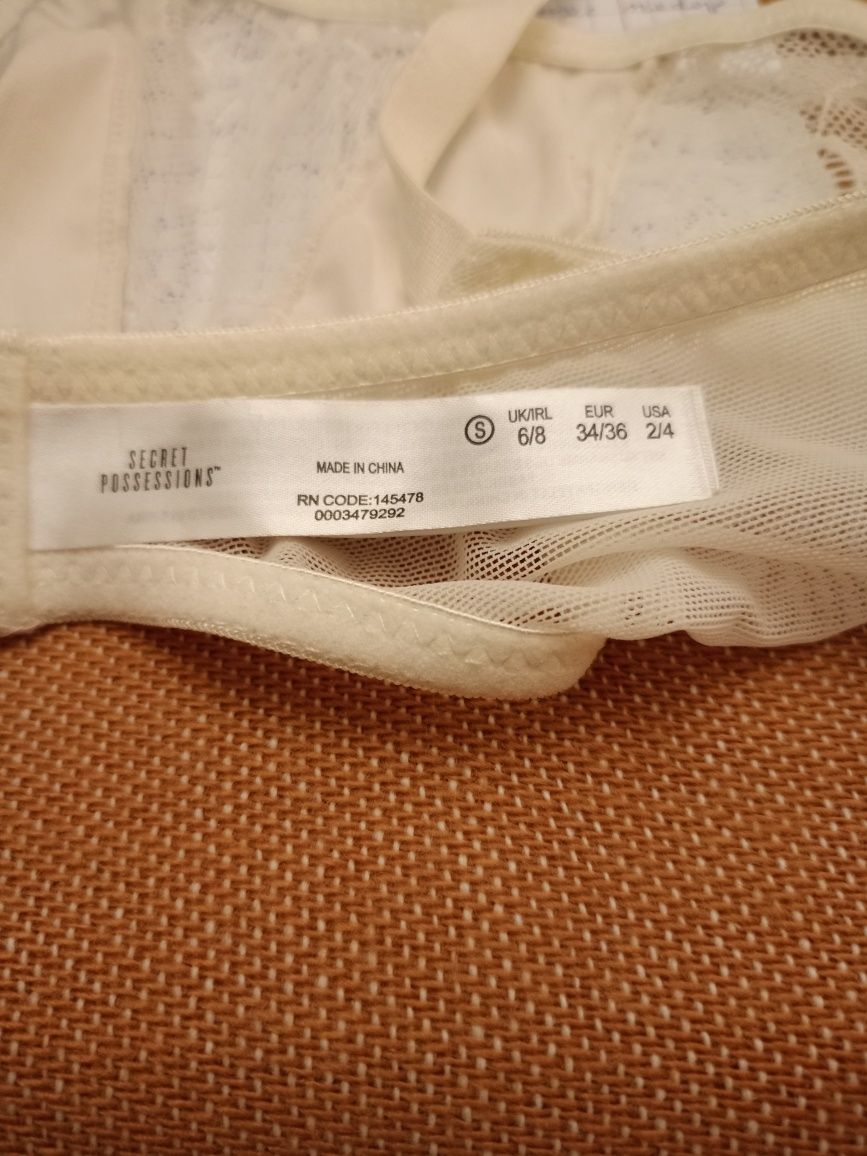 SECRET
POSSESSIONS™
MADE IN CHINA
RN CODE:145478
0003479292
S
UK/IRL EUR USA
6/8 34/36 2/4